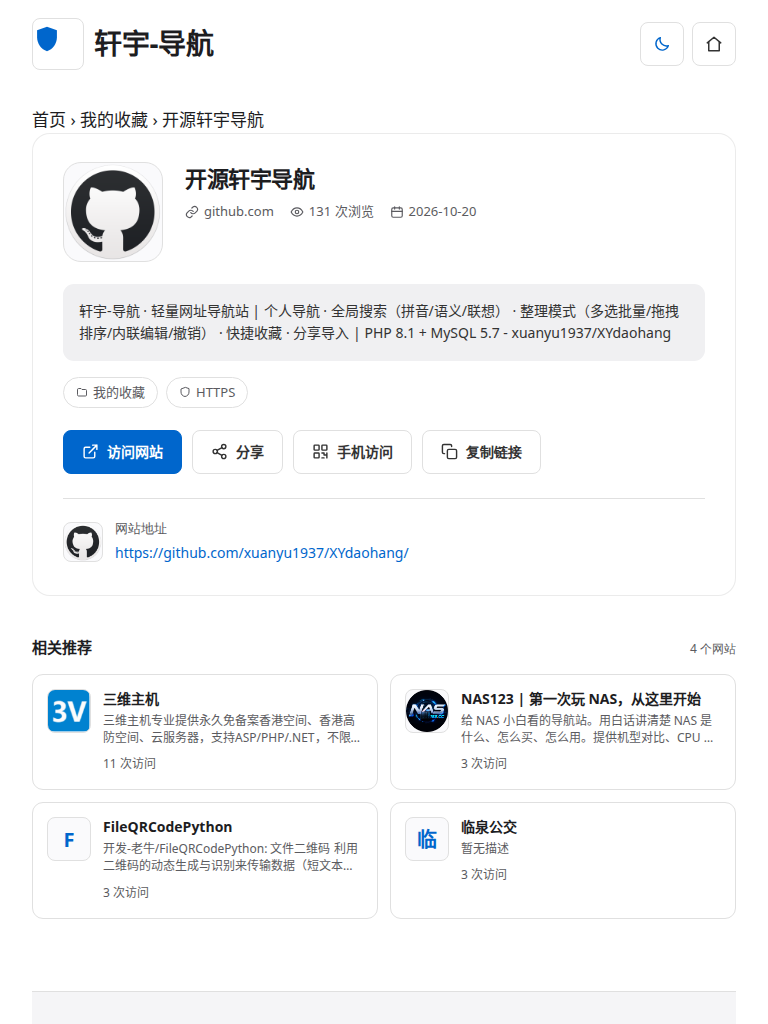 轩宇-导航
首页 › 我的收藏 › 开源轩宇导航
开源轩宇导航
github.com 131 次浏览 2026-10-20
轩宇-导航 · 轻量网址导航站 | 个人导航 · 全局搜索（拼音/语义/联想） · 整理模式（多选批量/拖拽
排序/内联编辑/撤销） · 快捷收藏 · 分享导入 | PHP 8.1 + MySQL 5.7 - xuanyu1937/XYdaohang
我的收藏 HTTPS
访问网站 分享 手机访问 复制链接
网站地址
https://github.com/xuanyu1937/XYdaohang/
相关推荐 4 个网站
3V
三维主机
三维主机专业提供永久免备案香港空间、香港高
防空间、云服务器，支持ASP/PHP/.NET，不限...
11 次访问
NAS
NAS123 | 第一次玩 NAS，从这里开始
给 NAS 小白看的导航站。用白话讲清楚 NAS 是
什么、怎么买、怎么用。提供机型对比、CPU ...
3 次访问
F
FileQRCodePython
开发-老牛/FileQRCodePython: 文件二维码 利用
二维码的动态生成与识别来传输数据（短文本...
3 次访问
临
临泉公交
暂无描述
3 次访问